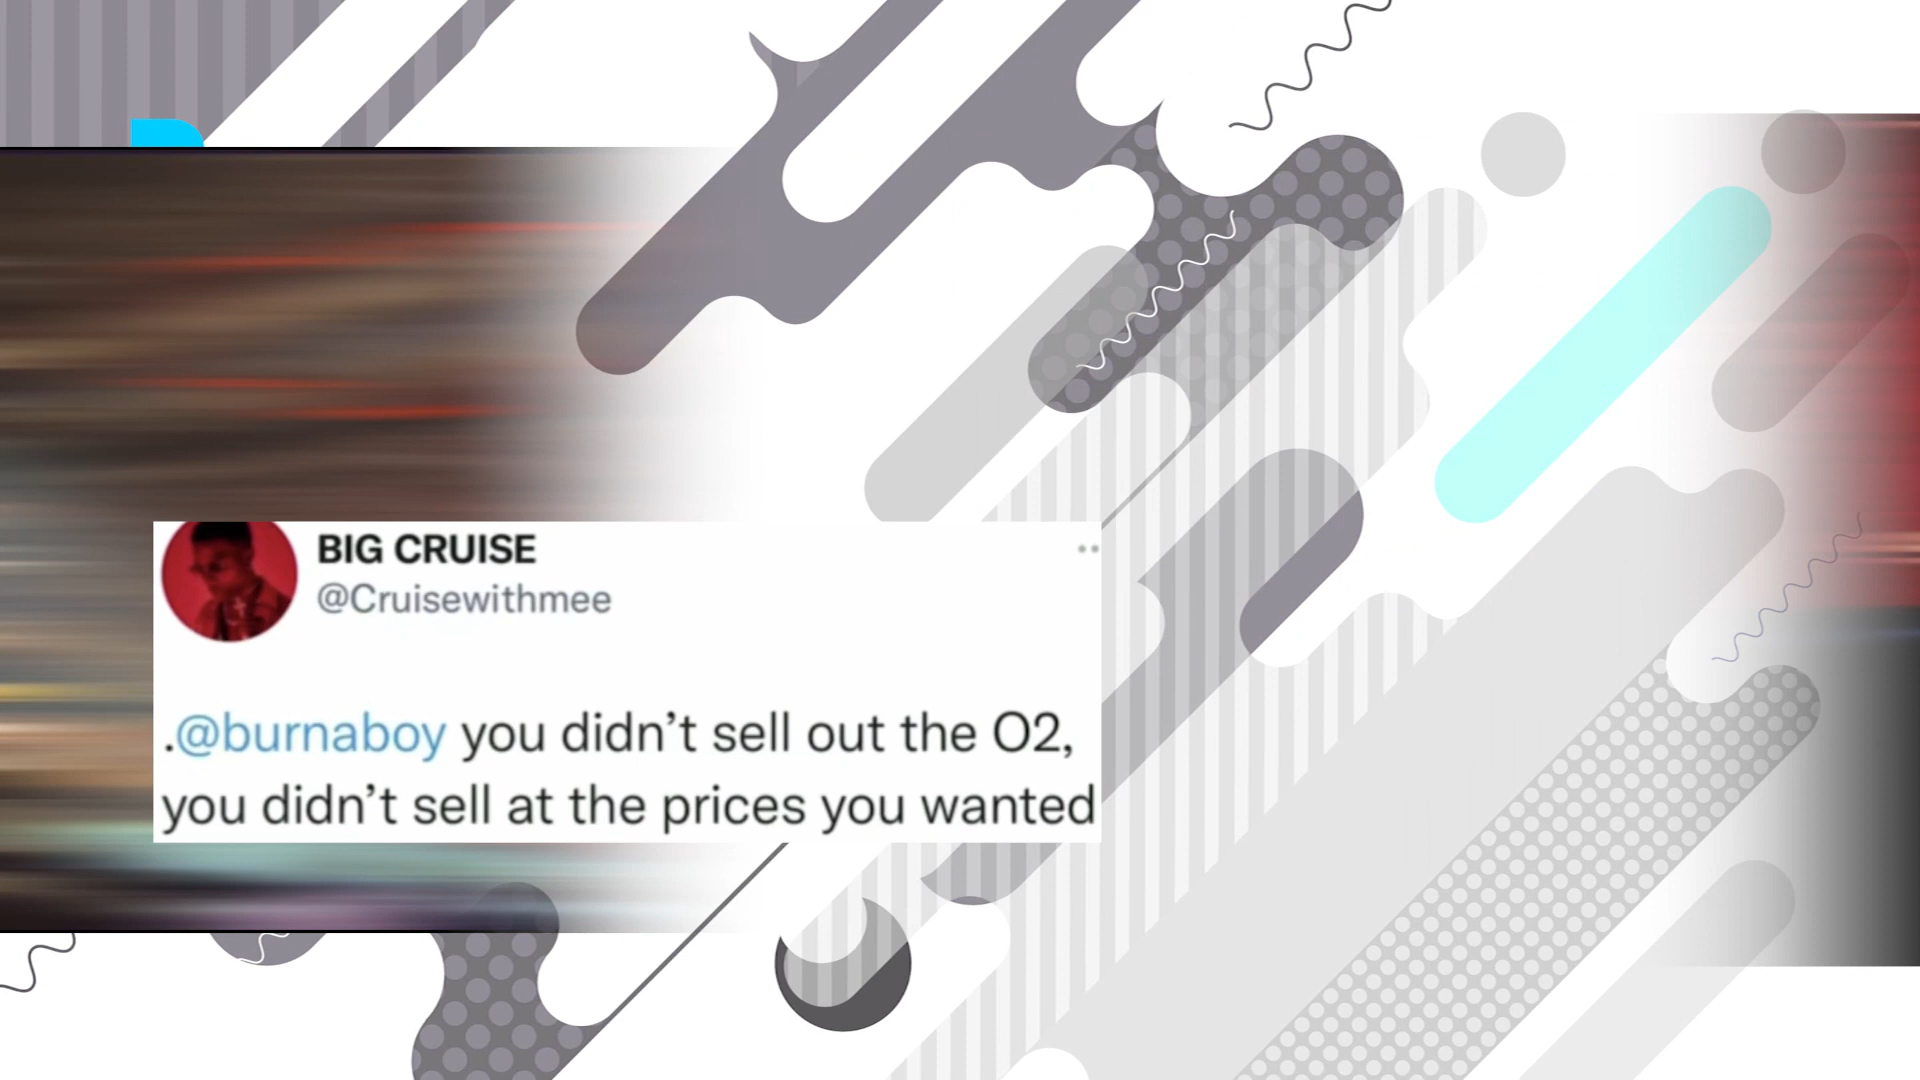 BIG CRUISE
@Cruisewithmee
.@burnaboy you didn’t sell out the O2,
you didn’t sell at the prices you wanted